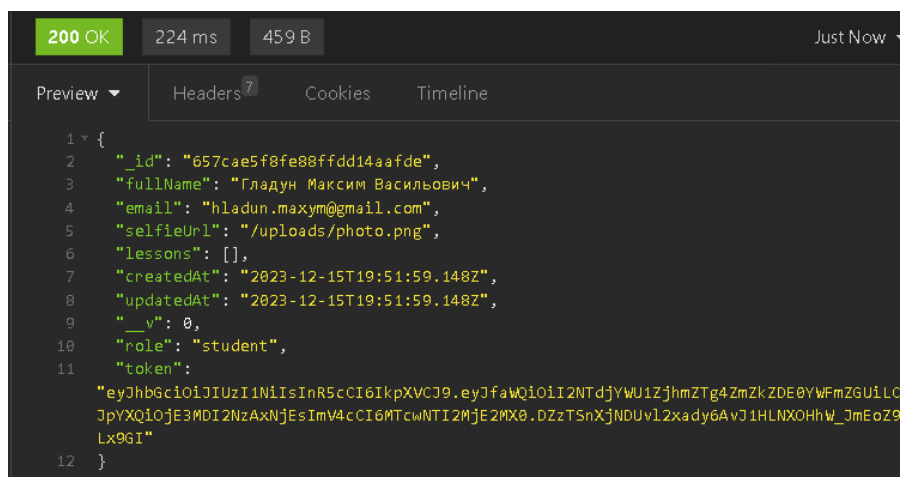 200 OK 224 ms 459 B Just Now
Preview Headers 7 Cookies Timeline
1 {
2 "_id": "657cae5f8fe88ffdd14aafde",
3 "fullName": "Гладун Максим Васильович",
4 "email": "hladun.maxym@gmail.com",
5 "selfieUrl": "/uploads/photo.png",
6 "lessons": [],
7 "createdAt": "2023-12-15T19:51:59.148Z",
8 "updatedAt": "2023-12-15T19:51:59.148Z",
9 "__v": 0,
10 "role": "student",
11 "token":
"eyJhbGciOiJIUzI1NiIsInR5cCI6IkpXVCJ9.eyJfaWQiOiI2NTdjYWU1ZjhmZTg4ZmZkZDE0YWFmZGUiLC
JpYXQiOjE3MDI2NzAxNjEsImV4cCI6MTcwNTI2MjE2MX0.DZzTSnXjNDUvl2xady6AvJ1HLNXOHhW_JmEoZ9
Lx9GI"
12 }